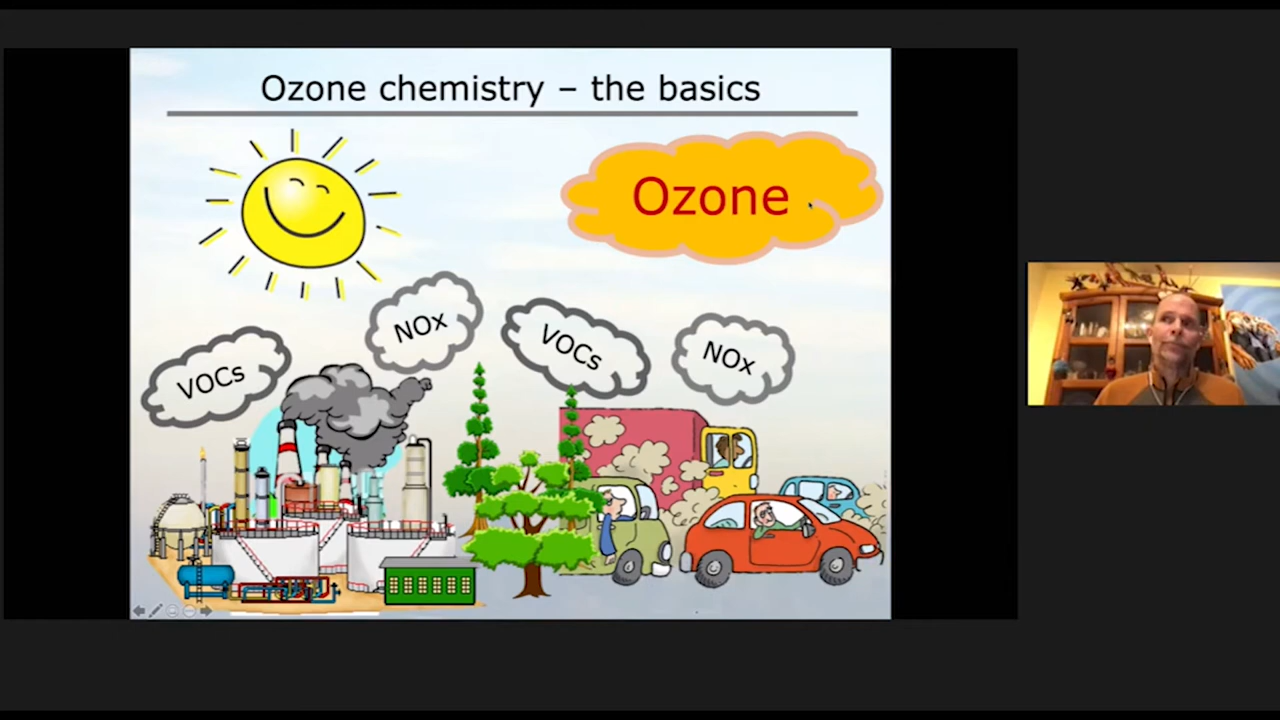 Ozone chemistry – the basics
Ozone
NOx
VOCs
VOCs
NOx